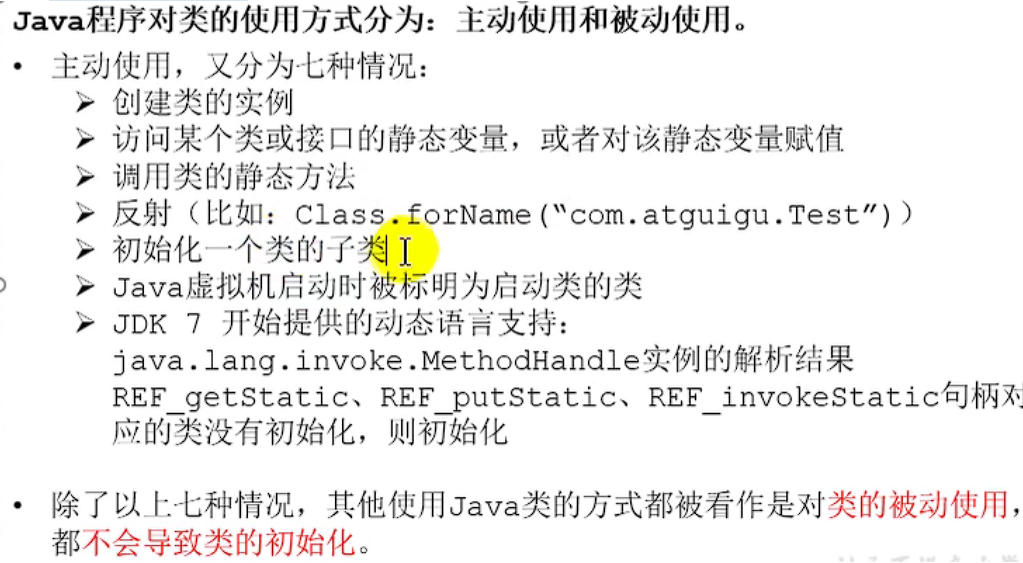 Java程序对类的使用方式分为：主动使用和被动使用。
• 主动使用，又分为七种情况：
➢ 创建类的实例
➢ 访问某个类或接口的静态变量，或者对该静态变量赋值
➢ 调用类的静态方法
➢ 反射（比如：Class.forName(“com.atguigu.Test”)）
➢ 初始化一个类的子类
➢ Java虚拟机启动时被标明为启动类的类
➢ JDK 7 开始提供的动态语言支持：
java.lang.invoke.MethodHandle实例的解析结果
REF_getStatic、REF_putStatic、REF_invokeStatic句柄对
应的类没有初始化，则初始化
• 除了以上七种情况，其他使用Java类的方式都被看作是对类的被动使用，
都不会导致类的初始化。